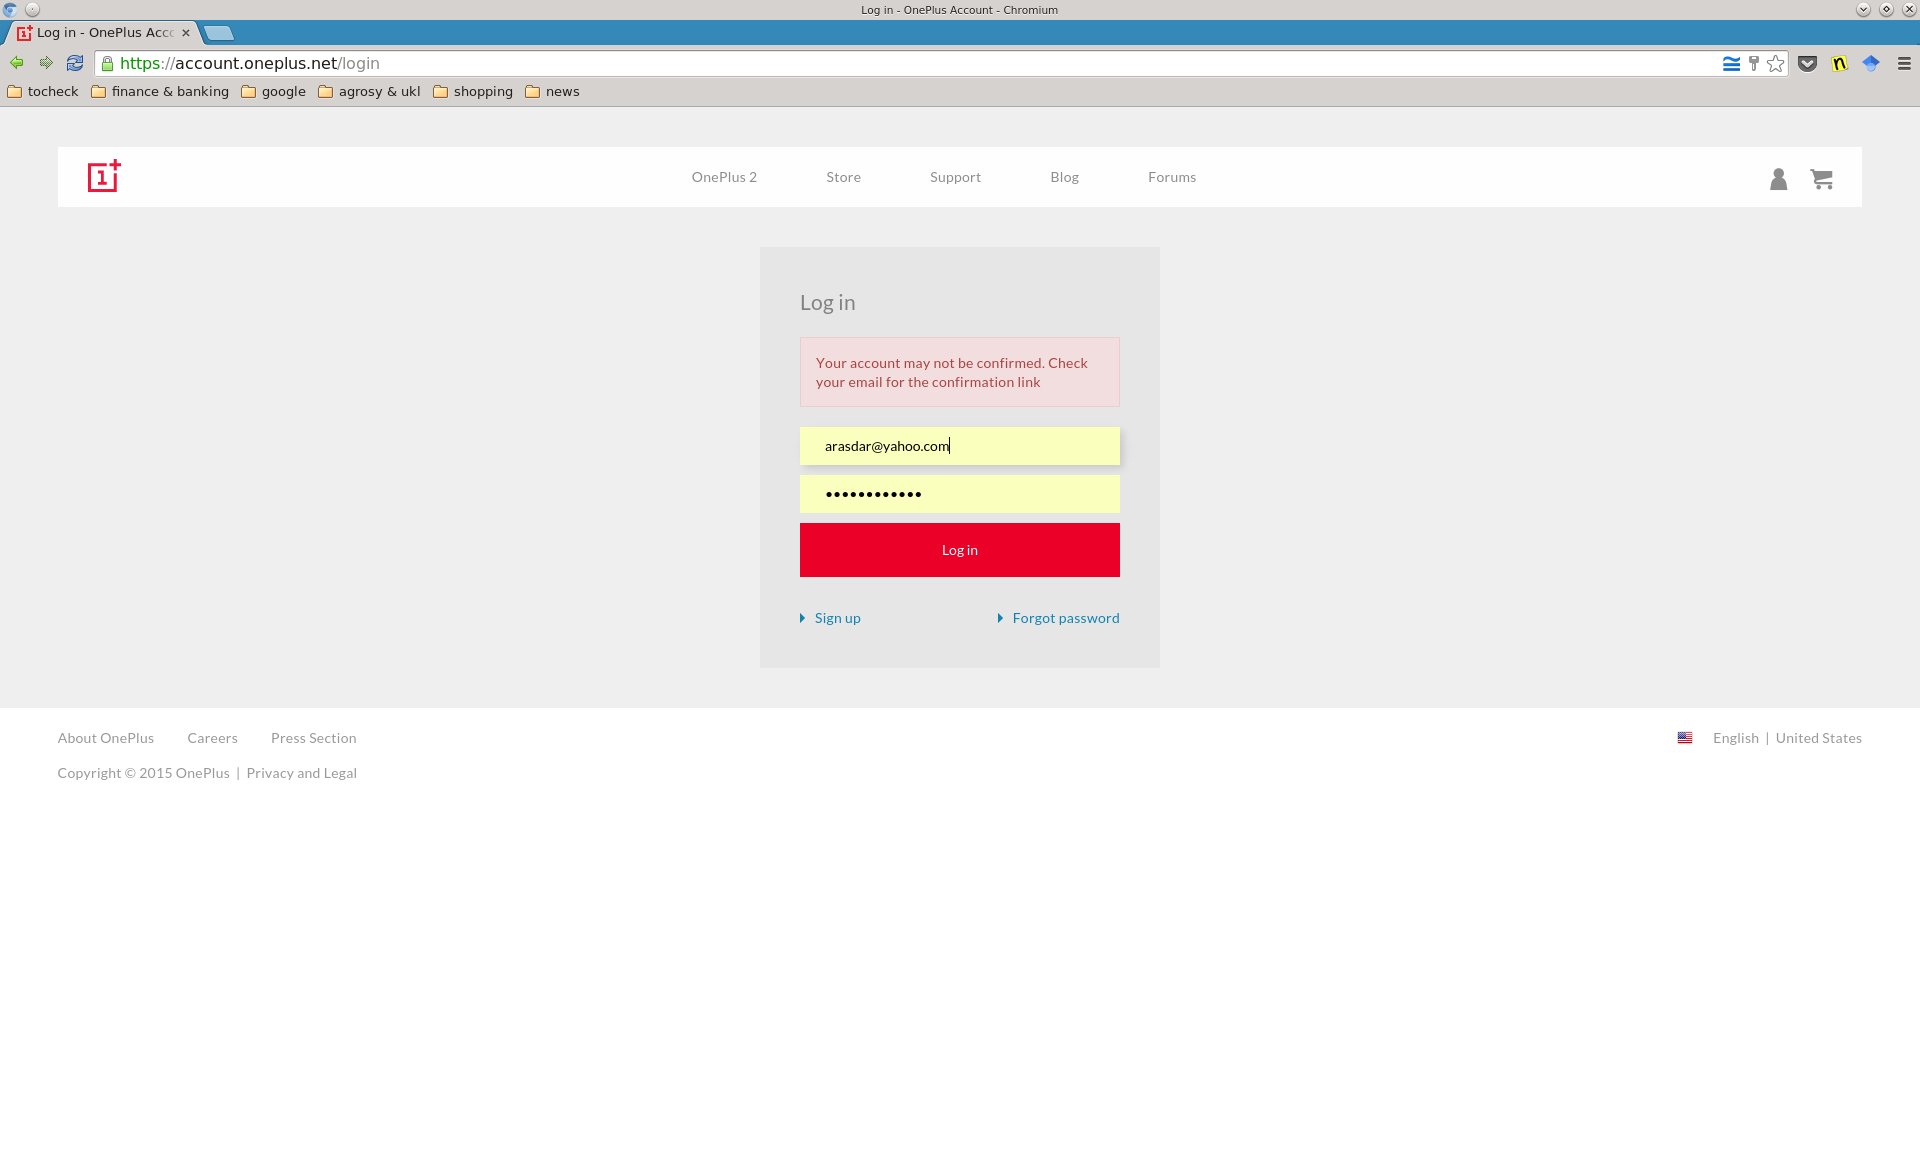 Log in - OnePlus Account - Chromium
Log in - OnePlus Acc
https://account.oneplus.net/login
tocheck finance & banking google agrosy & ukl shopping news
OnePlus 2 Store Support Blog Forums
Log in
Your account may not be confirmed. Check
your email for the confirmation link
arasdar@yahoo.com
••••••••••••
Log in
Sign up Forgot password
About OnePlus Careers Press Section English | United States
Copyright © 2015 OnePlus | Privacy and Legal